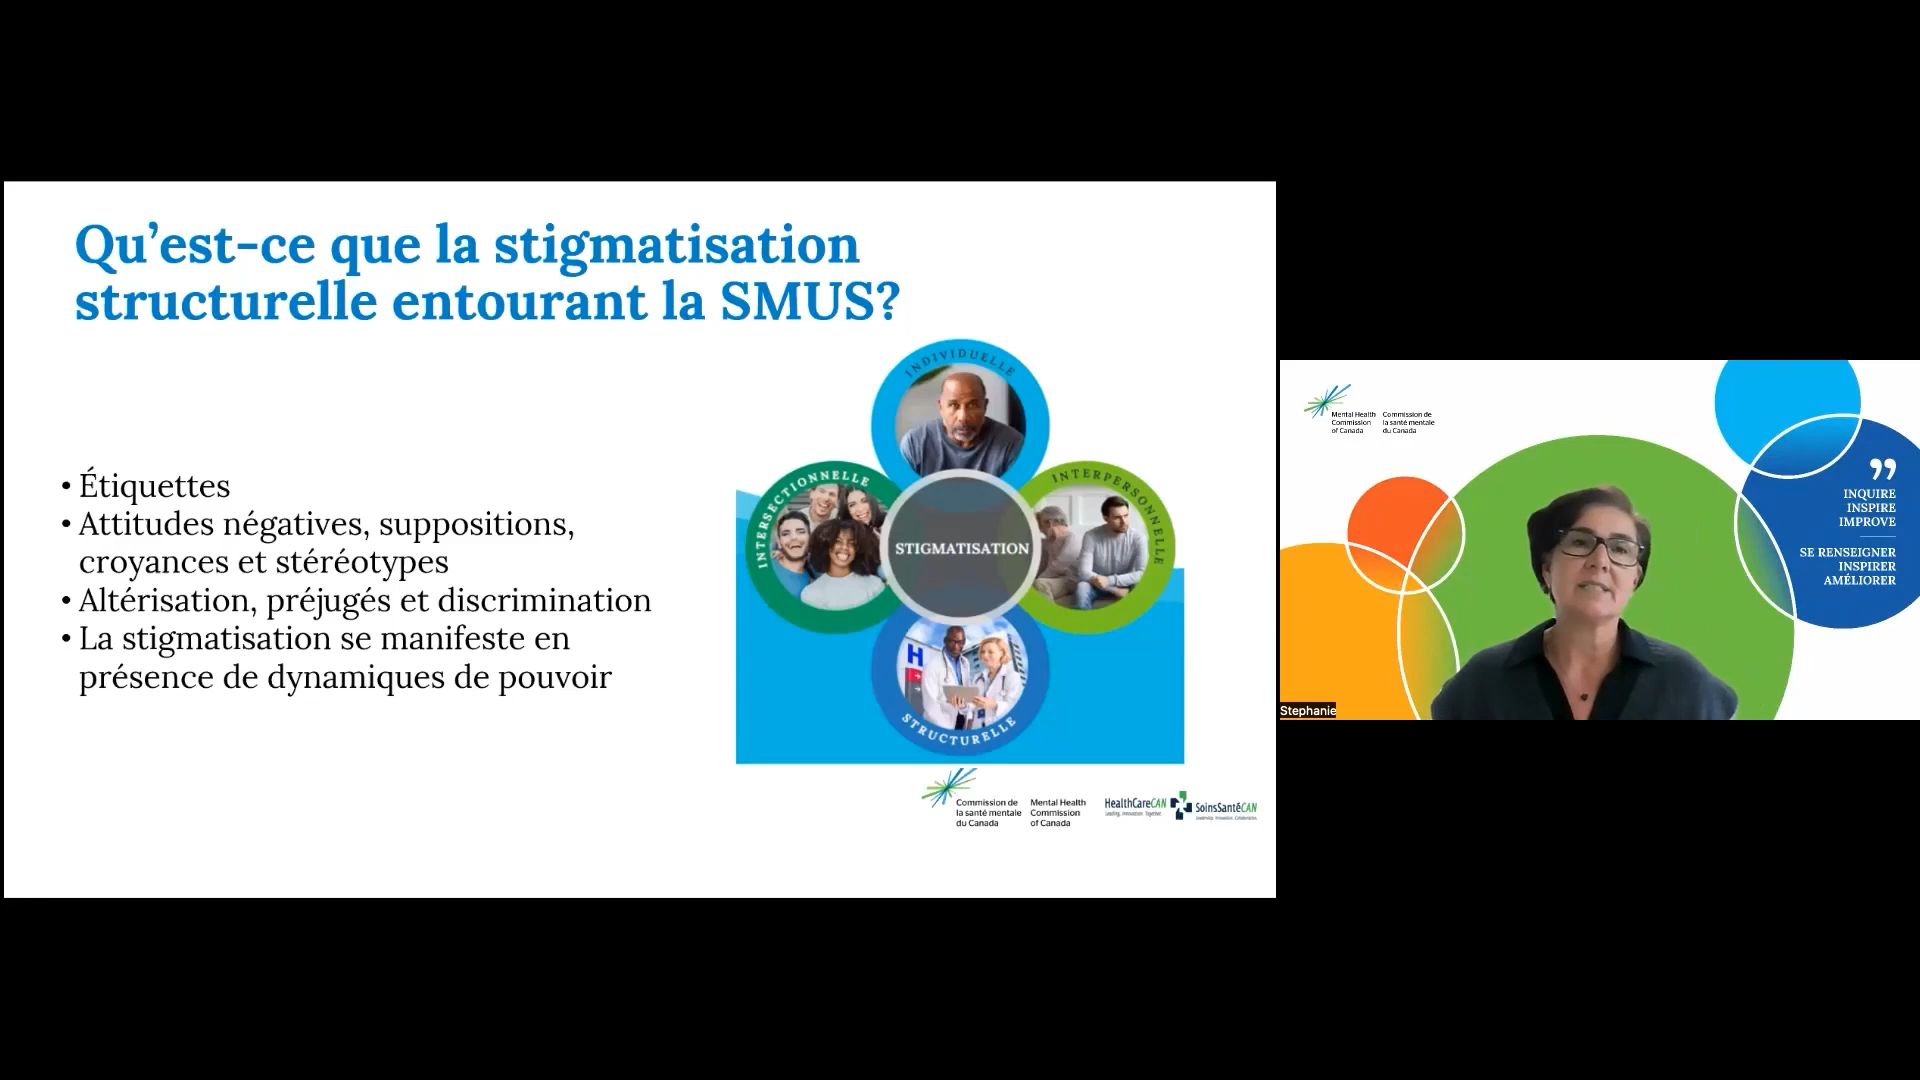 Qu’est-ce que la stigmatisation
structurelle entourant la SMUS?
• Étiquettes
• Attitudes négatives, suppositions,
croyances et stéréotypes
• Altérisation, préjugés et discrimination
• La stigmatisation se manifeste en
présence de dynamiques de pouvoir
INDIVIDUELLE
INTERSECTIONNELLE
INTERPERSONNELLE
STIGMATISATION
H
STRUCTURELLE
Commission de
la santé mentale
du Canada
Mental Health
Commission
of Canada
HealthCareCAN
SoinsSantéCAN
Mental Health
Commission
of Canada
Commission de
la santé mentale
du Canada
INQUIRE
INSPIRE
IMPROVE
SE RENSEIGNER
INSPIRER
AMÉLIORER
Stephanie